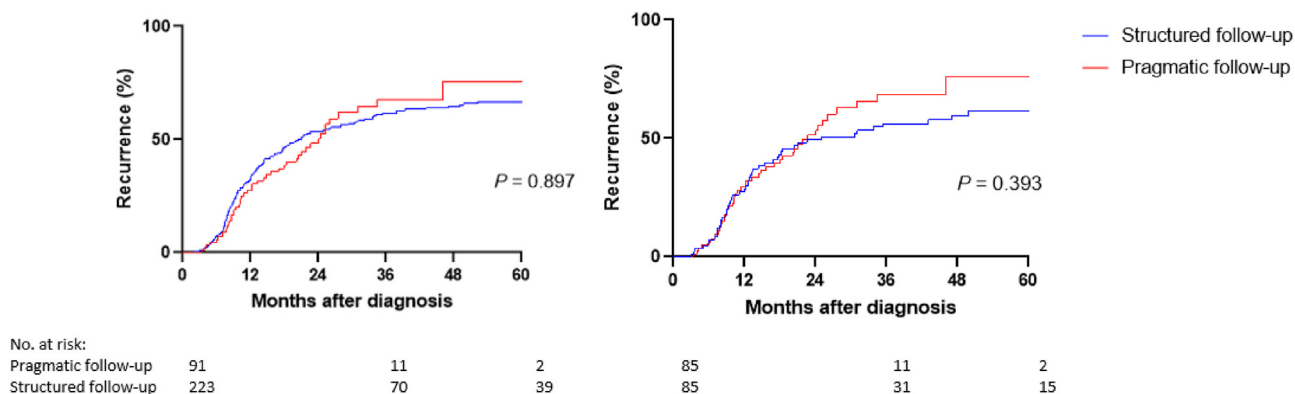 100
50
0
Recurrence (%)
P = 0.897
0 12 24 36 48 60
Months after diagnosis
100
50
0
Recurrence (%)
P = 0.393
0 12 24 36 48 60
Months after diagnosis
Structured follow-up
Pragmatic follow-up
No. at risk:
Pragmatic follow-up 91 11 2 85 11 2
Structured follow-up 223 70 39 85 31 15